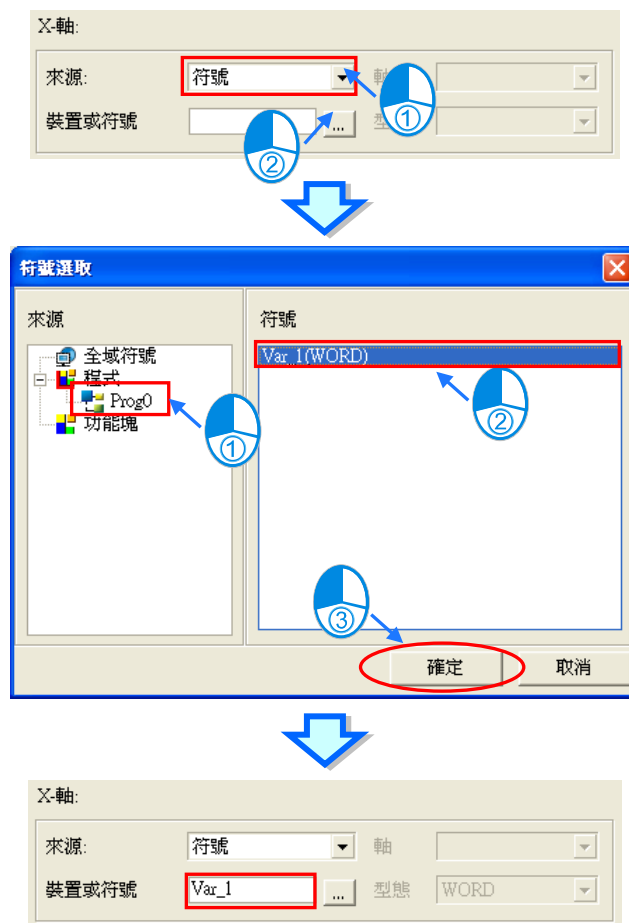 X-軸:
來源: 符號 軸
裝置或符號 ... 型
①
②
符號選取
來源 符號
全域符號 Var_1(WORD)
程式
Prog0
功能塊
①
②
③
確定 取消
X-軸:
來源: 符號 軸
裝置或符號 Var_1 ... 型態 WORD